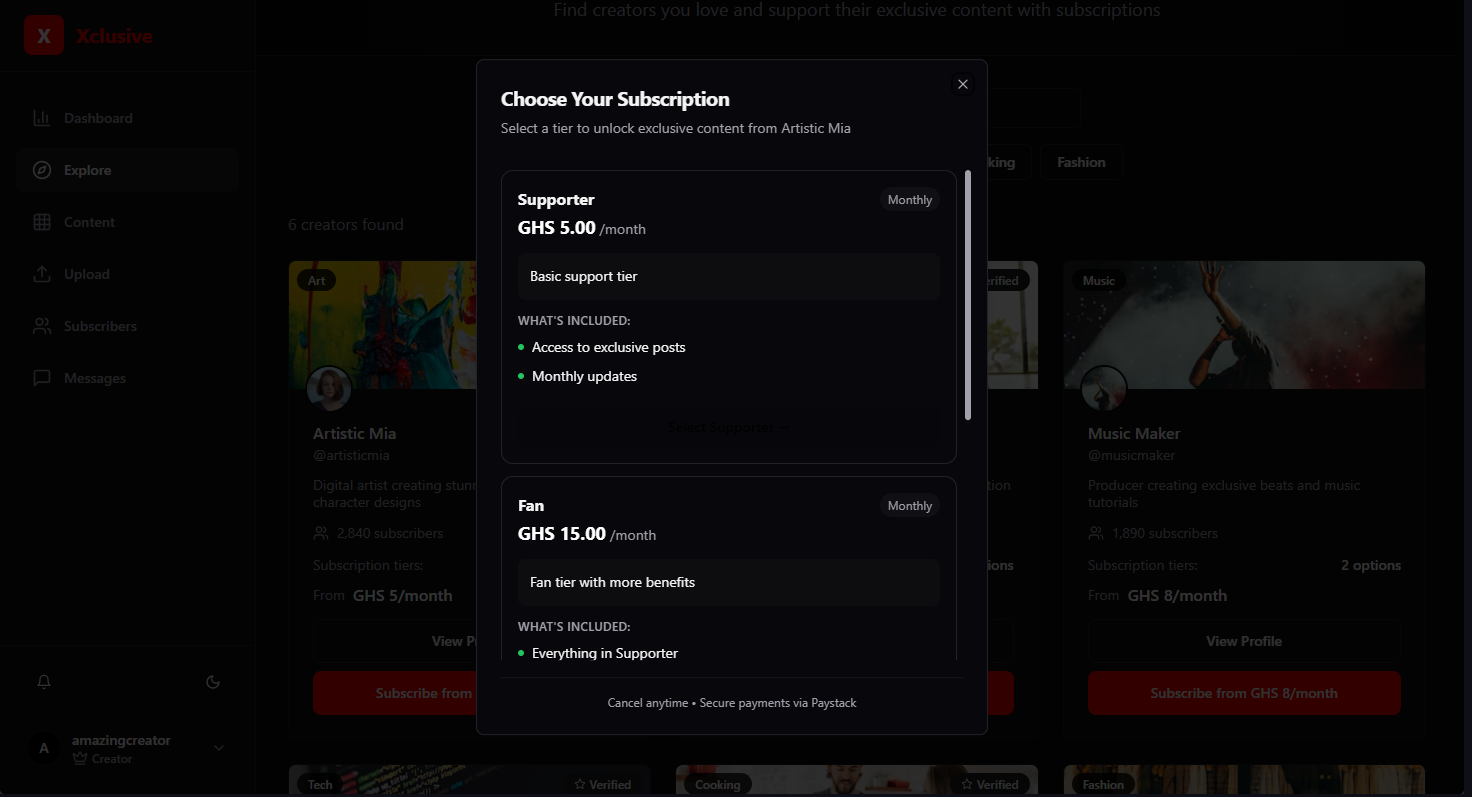 Find creators you love and support their exclusive content with subscriptions
X Xclusive
Dashboard
Explore
Content
Upload
Subscribers
Messages
amazingcreator
A
Creator
Choose Your Subscription
Select a tier to unlock exclusive content from Artistic Mia
Supporter
Monthly
GHS 5.00 /month
Basic support tier
WHAT'S INCLUDED:
Access to exclusive posts
Monthly updates
Select Supporter
Fan
Monthly
GHS 15.00 /month
Fan tier with more benefits
WHAT'S INCLUDED:
Everything in Supporter
Cancel anytime • Secure payments via Paystack
Fashion
6 creators found
Art
Artistic Mia
@artisticmia
Digital artist creating
character designs
2,840 subscribers
Subscription tiers:
From GHS 5/month
View
Subscribe from
Music
Music Maker
@musicmaker
Producer creating exclusive beats and music
tutorials
1,890 subscribers
Subscription tiers: 2 options
From GHS 8/month
View Profile
Subscribe from GHS 8/month
Tech
Verified
Cooking
Verified
Fashion